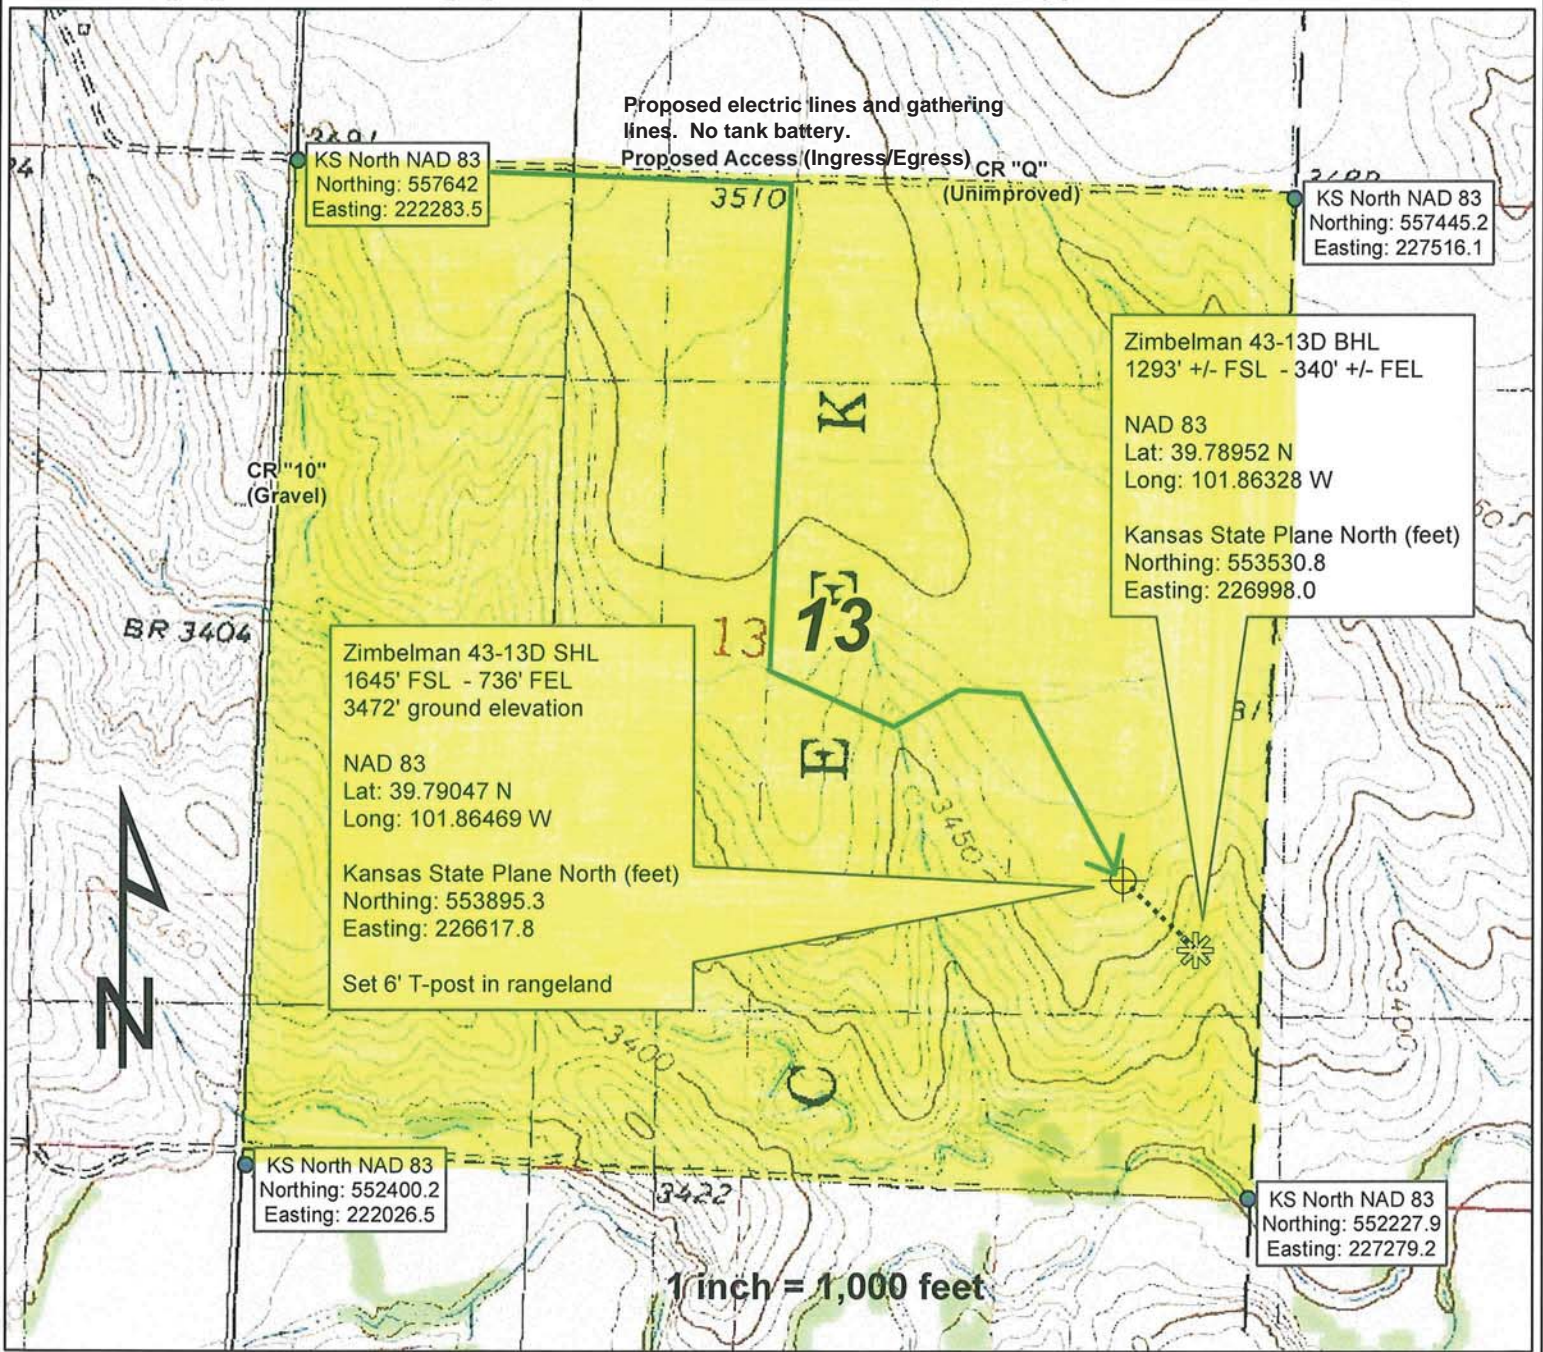 Proposed electric lines and gathering
lines. No tank battery.
Proposed Access (Ingress/Egress)
CR "Q"
(Unimproved)
KS North NAD 83
Northing: 557642
Easting: 222283.5
3510
KS North NAD 83
Northing: 557445.2
Easting: 227516.1
Zimbelman 43-13D BHL
1293' +/- FSL - 340' +/- FEL
NAD 83
Lat: 39.78952 N
Long: 101.86328 W
Kansas State Plane North (feet)
Northing: 553530.8
Easting: 226998.0
K
CR "10"
(Gravel)
E
BR 3404
13
13
Zimbelman 43-13D SHL
1645' FSL - 736' FEL
3472' ground elevation
NAD 83
Lat: 39.79047 N
Long: 101.86469 W
Kansas State Plane North (feet)
Northing: 553895.3
Easting: 226617.8
Set 6' T-post in rangeland
E
3450
3450
N
3400
3400
C
KS North NAD 83
Northing: 552400.2
Easting: 222026.5
3422
KS North NAD 83
Northing: 552227.9
Easting: 227279.2
1 inch = 1,000 feet